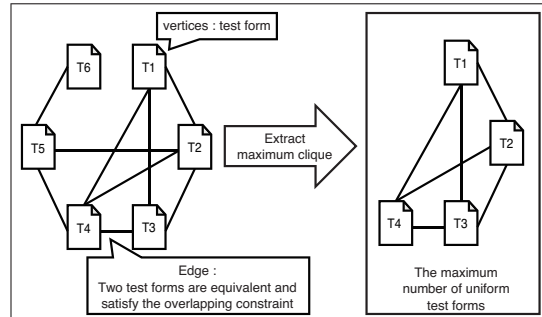 vertices : test form
T6
T1
T5
T2
T4
T3
Edge :
Two test forms are equivalent and
satisfy the overlapping constraint
Extract
maximum clique
T1
T2
T4
T3
The maximum
number of uniform
test forms